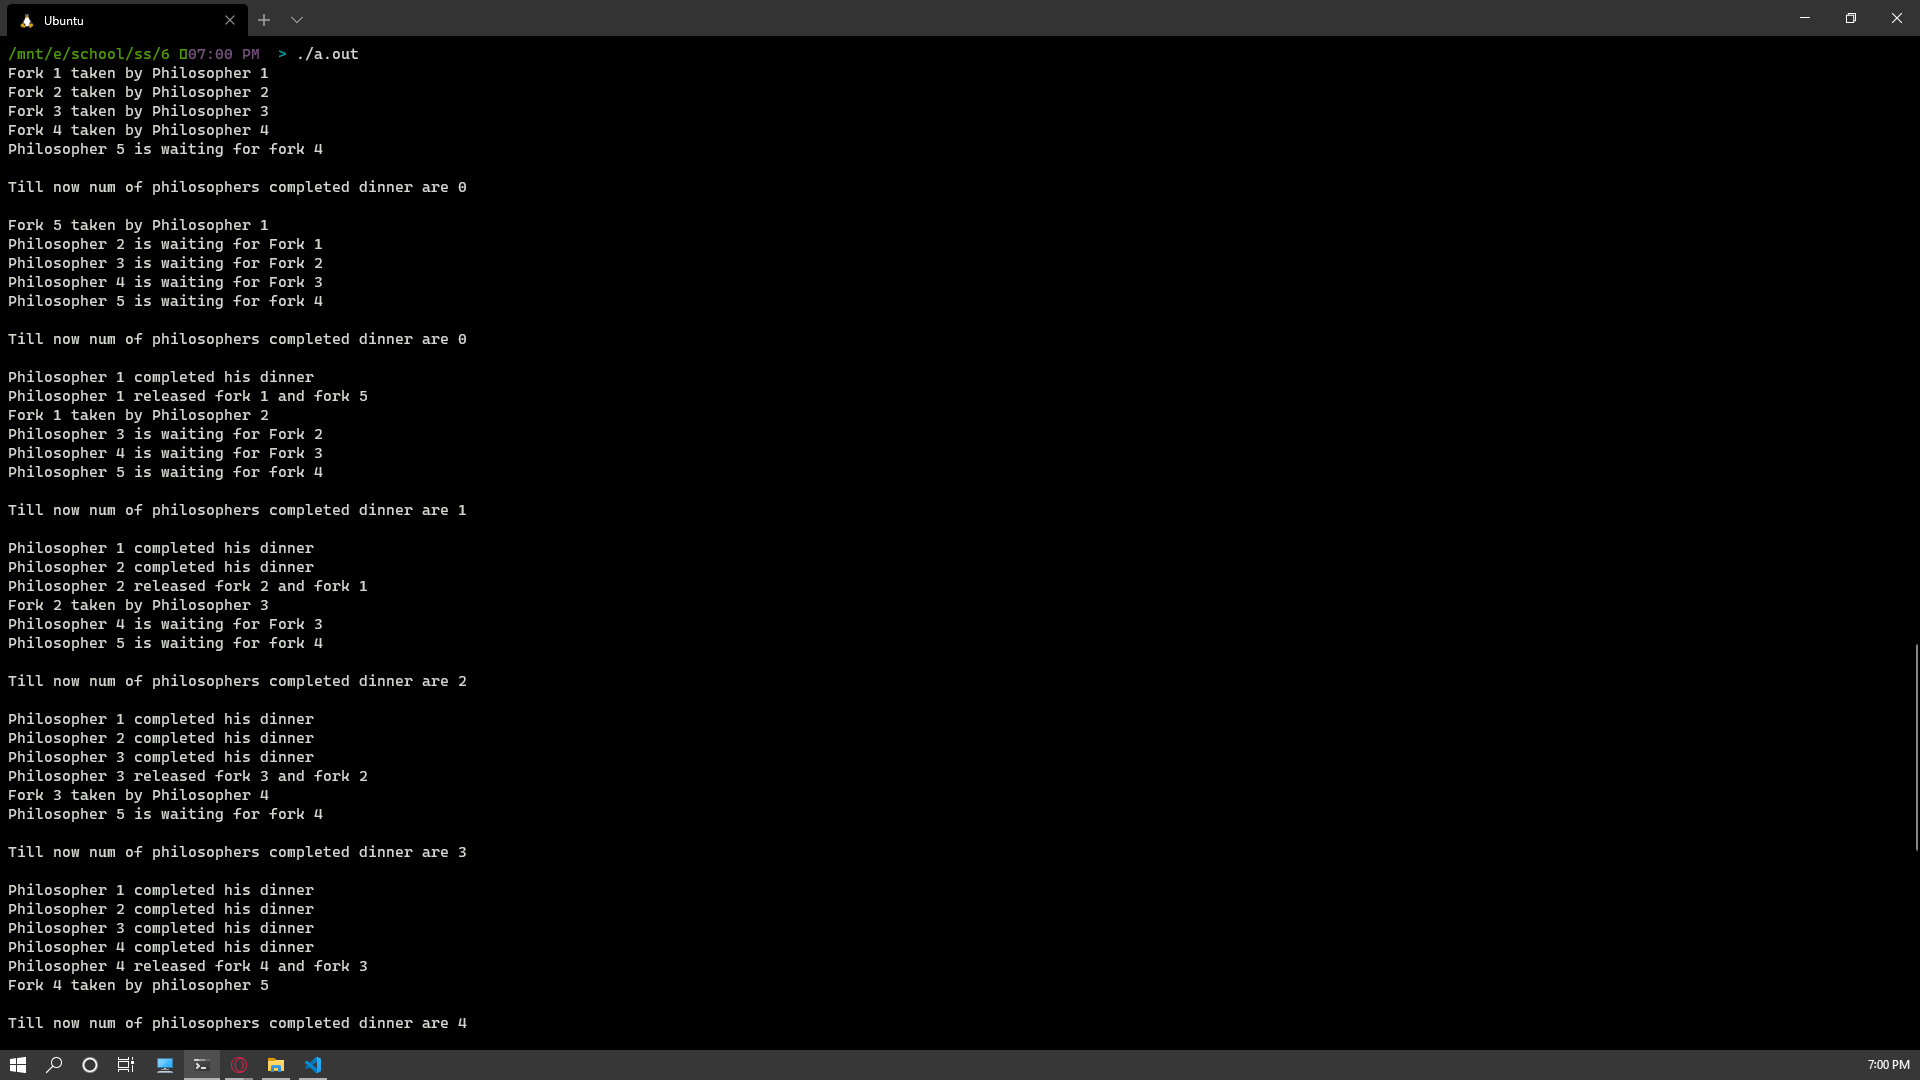 Ubuntu
/mnt/e/school/ss/6 07:00 PM > ./a.out
Fork 1 taken by Philosopher 1
Fork 2 taken by Philosopher 2
Fork 3 taken by Philosopher 3
Fork 4 taken by Philosopher 4
Philosopher 5 is waiting for fork 4
Till now num of philosophers completed dinner are 0
Fork 5 taken by Philosopher 1
Philosopher 2 is waiting for Fork 1
Philosopher 3 is waiting for Fork 2
Philosopher 4 is waiting for Fork 3
Philosopher 5 is waiting for fork 4
Till now num of philosophers completed dinner are 0
Philosopher 1 completed his dinner
Philosopher 1 released fork 1 and fork 5
Fork 1 taken by Philosopher 2
Philosopher 3 is waiting for Fork 2
Philosopher 4 is waiting for Fork 3
Philosopher 5 is waiting for fork 4
Till now num of philosophers completed dinner are 1
Philosopher 1 completed his dinner
Philosopher 2 completed his dinner
Philosopher 2 released fork 2 and fork 1
Fork 2 taken by Philosopher 3
Philosopher 4 is waiting for Fork 3
Philosopher 5 is waiting for fork 4
Till now num of philosophers completed dinner are 2
Philosopher 1 completed his dinner
Philosopher 2 completed his dinner
Philosopher 3 completed his dinner
Philosopher 3 released fork 3 and fork 2
Fork 3 taken by Philosopher 4
Philosopher 5 is waiting for fork 4
Till now num of philosophers completed dinner are 3
Philosopher 1 completed his dinner
Philosopher 2 completed his dinner
Philosopher 3 completed his dinner
Philosopher 4 completed his dinner
Philosopher 4 released fork 4 and fork 3
Fork 4 taken by philosopher 5
Till now num of philosophers completed dinner are 4
7:00 PM